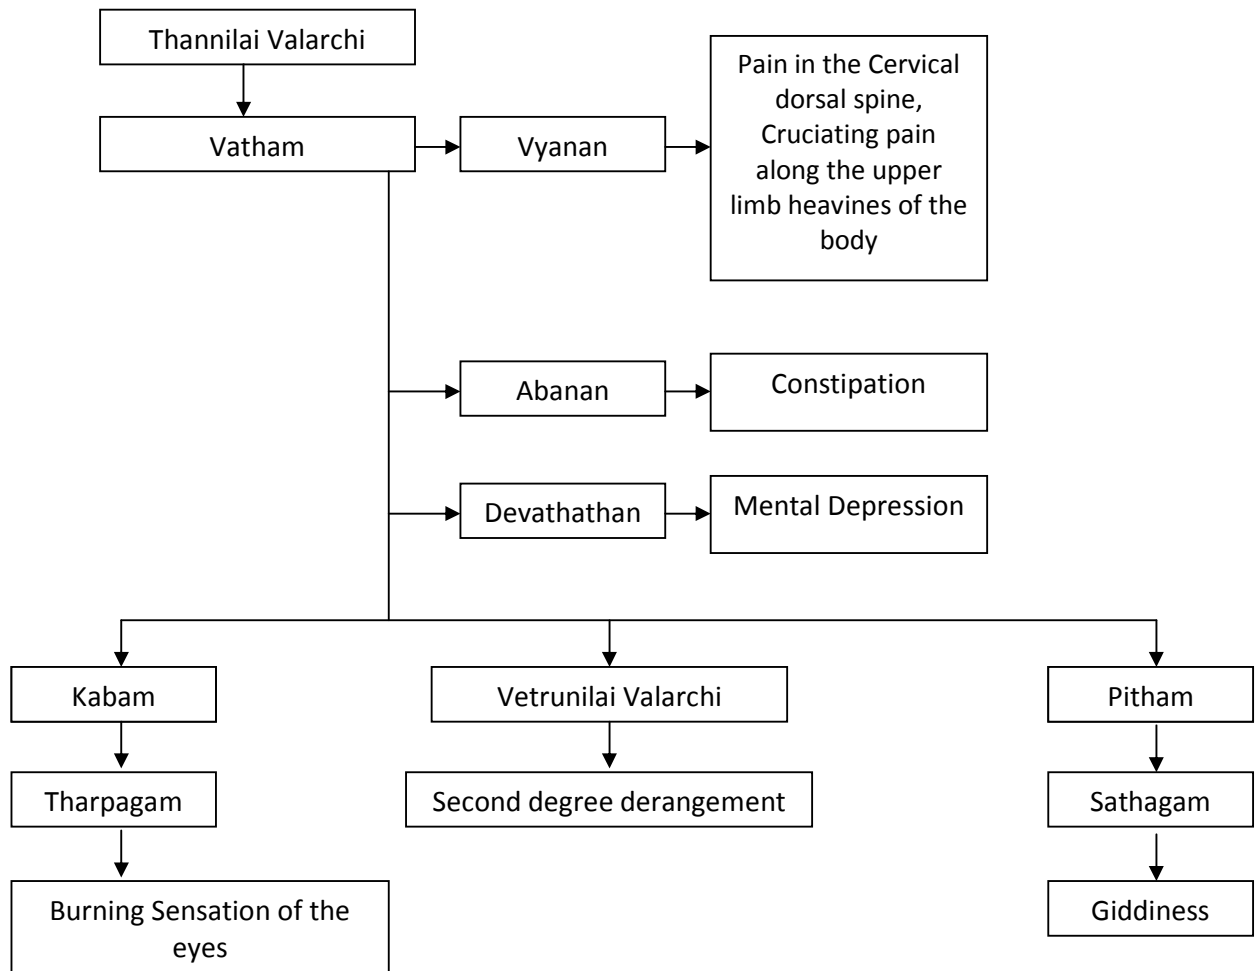 Thannilai Valarchi
Vatham
Vyanan
Pain in the Cervical
dorsal spine,
Cruciating pain
along the upper
limb heavines of the
body
Abanan
Constipation
Devathathan
Mental Depression
Kabam
Vetrunilai Valarchi
Pitham
Tharpagam
Second degree derangement
Sathagam
Burning Sensation of the
eyes
Giddiness